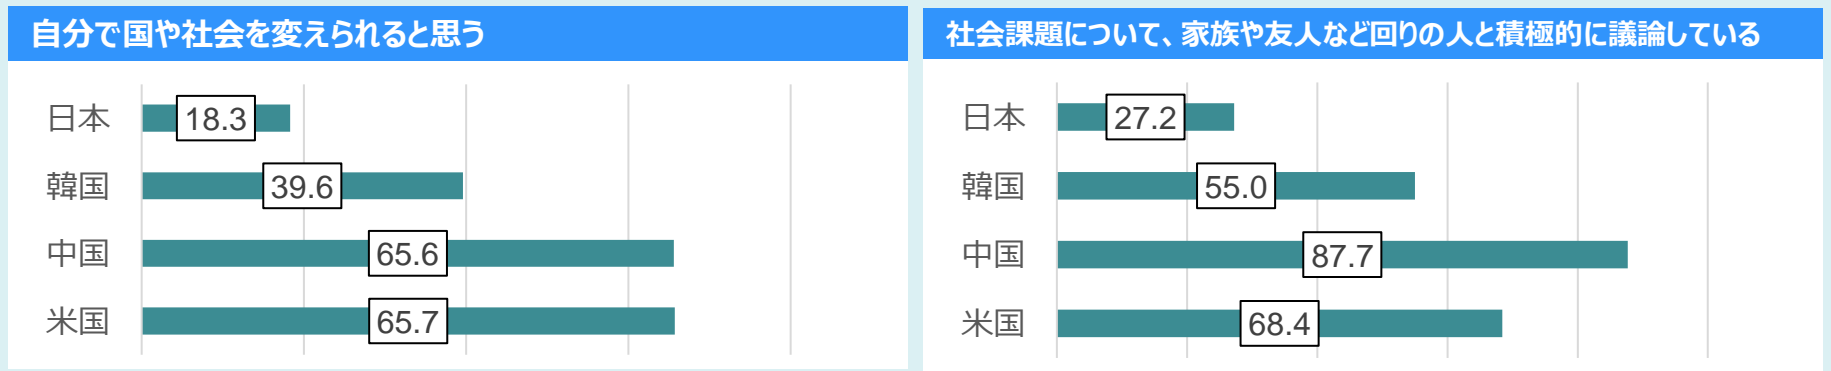 自分で国や社会を変えられると思う
日本 18.3
韓国 39.6
中国 65.6
米国 65.7
社会課題について、家族や友人など回りの人と積極的に議論している
日本 27.2
韓国 55.0
中国 87.7
米国 68.4